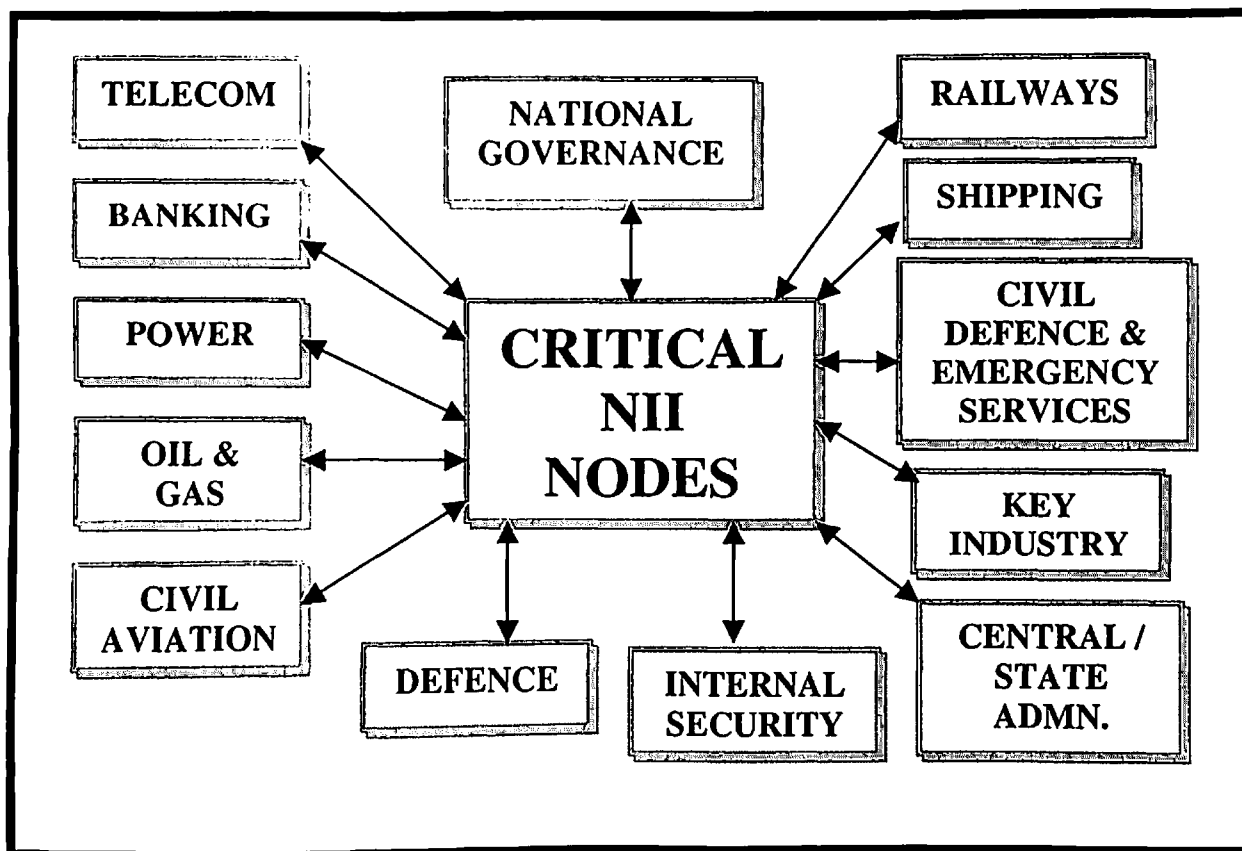 TELECOM
NATIONAL
GOVERNANCE
RAILWAYS
BANKING
SHIPPING
POWER
CRITICAL
NII
NODES
CIVIL
DEFENCE &
EMERGENCY
SERVICES
OIL &
GAS
KEY
INDUSTRY
CIVIL
AVIATION
DEFENCE
INTERNAL
SECURITY
CENTRAL /
STATE
ADMN.